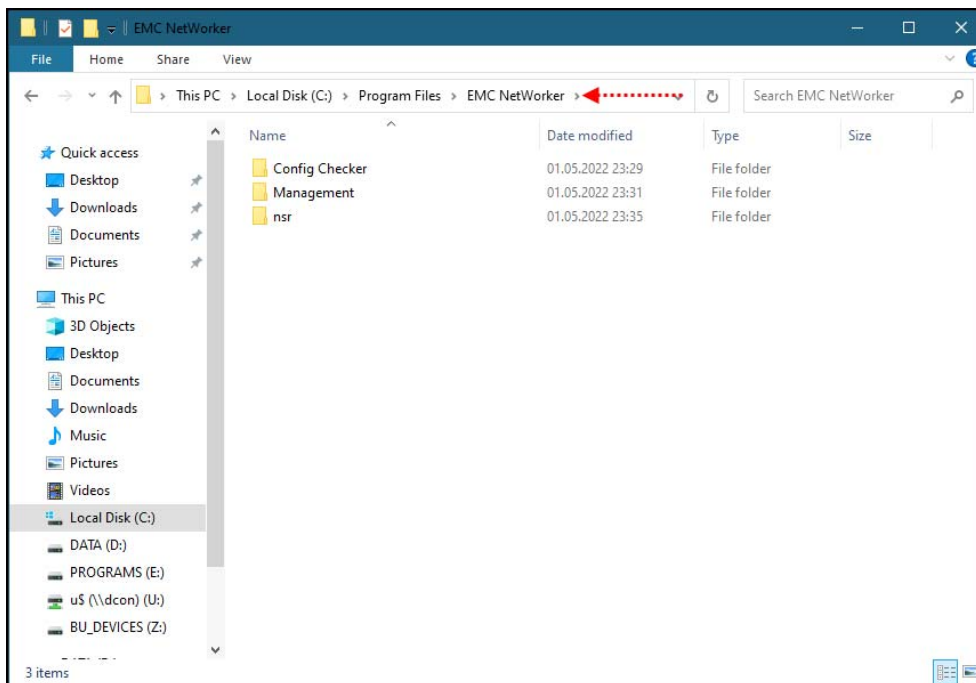 EMC NetWorker
File Home Share View
This PC > Local Disk (C:) > Program Files > EMC NetWorker >
Search EMC NetWorker
Name Date modified Type Size
Quick access
Desktop
Downloads
Documents
Pictures
This PC
3D Objects
Desktop
Documents
Downloads
Music
Pictures
Videos
Local Disk (C:)
DATA (D:)
PROGRAMS (E:)
u$ (\\dcon) (U:)
BU_DEVICES (Z:)
Config Checker 01.05.2022 23:29 File folder
Management 01.05.2022 23:31 File folder
nsr 01.05.2022 23:35 File folder
3 items